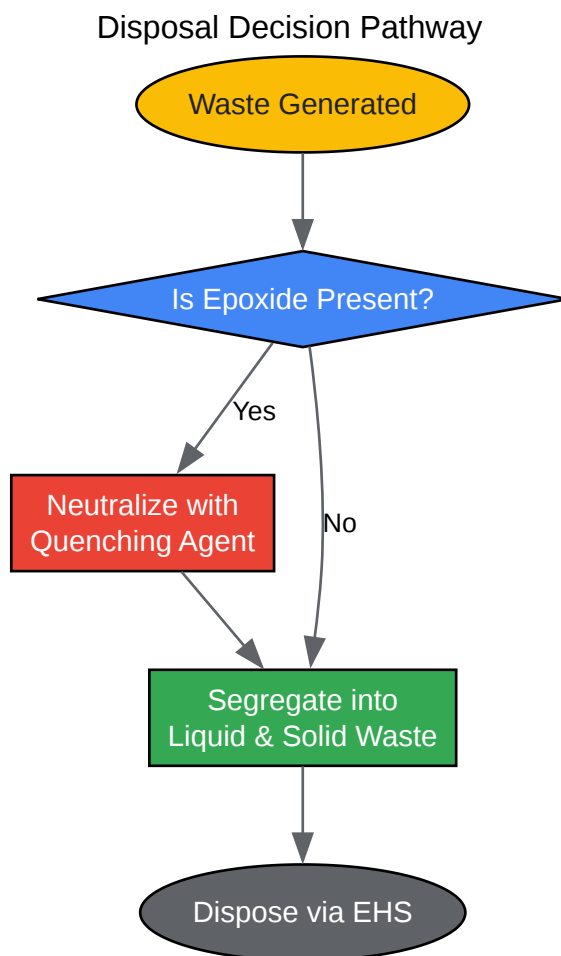 Disposal Decision Pathway
Waste Generated
Is Epoxide Present?
Yes
Neutralize with
Quenching Agent
No
Segregate into
Liquid & Solid Waste
Dispose via EHS